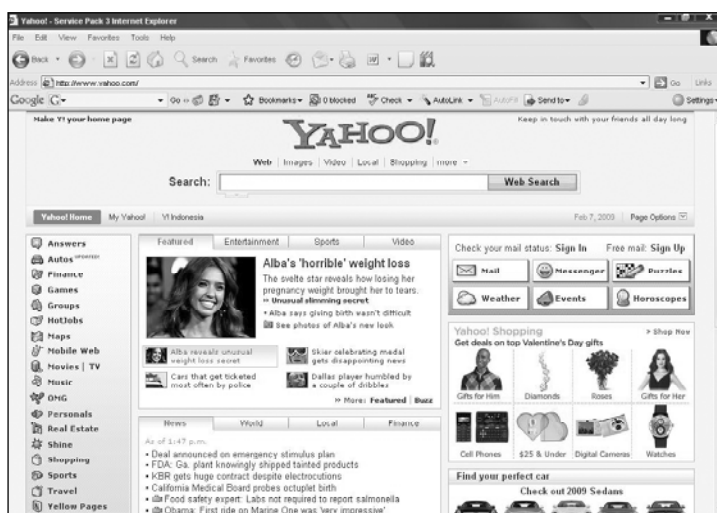 Yahoo! - Service Pack 3 Internet Explorer
File Edit View Favorites Tools Help
Back Search Favorites
Address http://www.yahoo.com/ Go Links
Google G Go Bookmarks 0 blocked Check AutoLink AutoFill Send to Settings
Make Y! your home page
YAHOO!
Keep in touch with your friends all day long
Web | Images | Video | Local | Shopping | more
Search: Web Search
Yahoo! Home My Yahoo! Y! Indonesia Feb 7, 2009 Page Options
Answers
Autos UPDATED!
Finance
Games
Groups
HotJobs
Maps
Mobile Web
Movies | TV
Music
OMG
Personals
Real Estate
Shine
Shopping
Sports
Travel
Yellow Pages
Featured Entertainment Sports Video
Alba's 'horrible' weight loss
The svelte star reveals how losing her
pregnancy weight brought her to tears.
» Unusual slimming secret
• Alba says giving birth wasn't difficult
See photos of Alba's new look
Alba reveals unusual
weight loss secret
Skier celebrating medal
gets disappointing news
Cars that get ticketed
most often by police
Dallas player humbled by
a couple of dribbles
» More: Featured | Buzz
News World Local Finance
As of 1:47 p.m.
• Deal announced on emergency stimulus plan
• FDA: Ga. plant knowingly shipped tainted products
• KBR gets huge contract despite electrocutions
• California Medical Board probes octuplet birth
• Food safety expert: Labs not required to report salmonella
• Obama: First ride on Marine One was 'very impressive'
Check your mail status: Sign In Free mail: Sign Up
Mail Messenger Puzzles
Weather Events Horoscopes
Yahoo! Shopping > Shop Now
Get deals on top Valentine's Day gifts
Gifts for Him Diamonds Roses Gifts for Her
Cell Phones $25 & Under Digital Cameras Watches
Find your perfect car
Check out 2009 Sedans